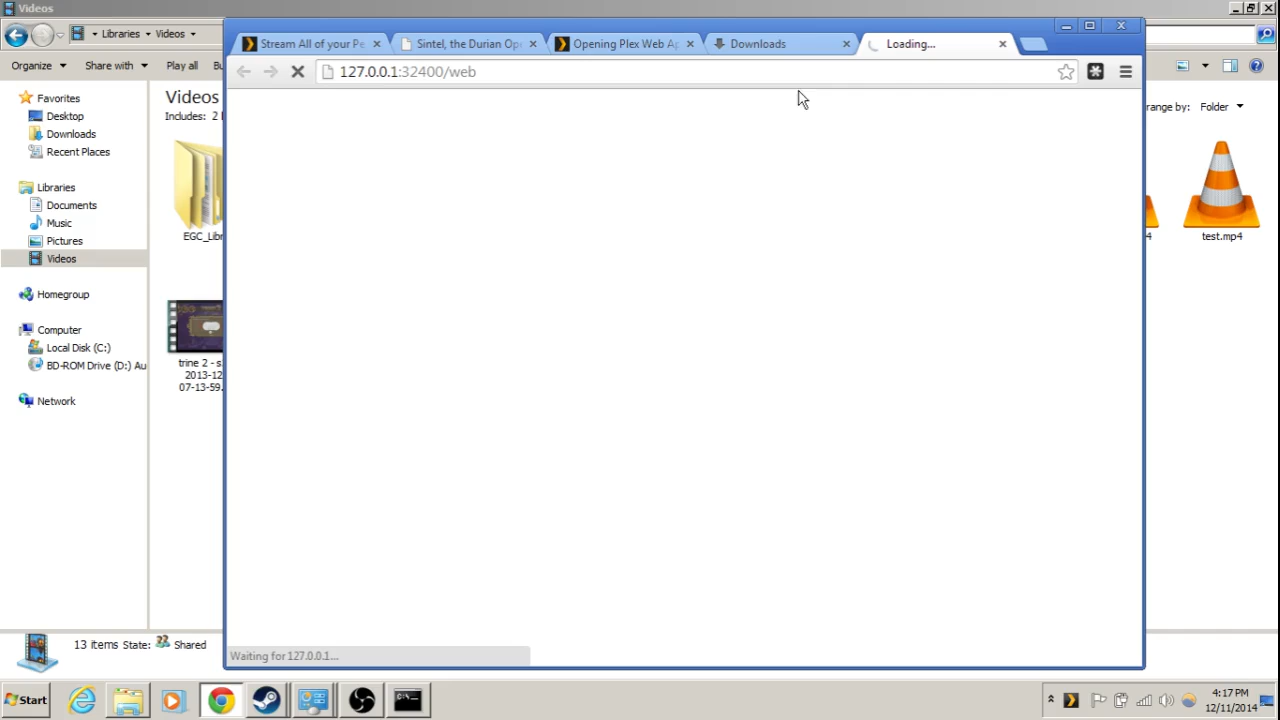 Videos
Stream All of your Pe
Sintel, the Durian Op
Opening Plex Web A
Downloads
Loading...
Libraries
Videos
127.0.0.1:32400/web
Organize
Share with
Play all
Favorites
Videos
Desktop
Includes: 2
Downloads
Recent Places
range by:
Folder
Libraries
Documents
Music
Pictures
Videos
EGC_Libr
4
test.mp4
Homegroup
Computer
Local Disk (C:)
BD-ROM Drive (D:) Au
Network
trine 2 - s
2013-12
07-13-59.
13 items
State:
Shared
Waiting for 127.0.0.1...
Start
4:17 PM
12/11/2014